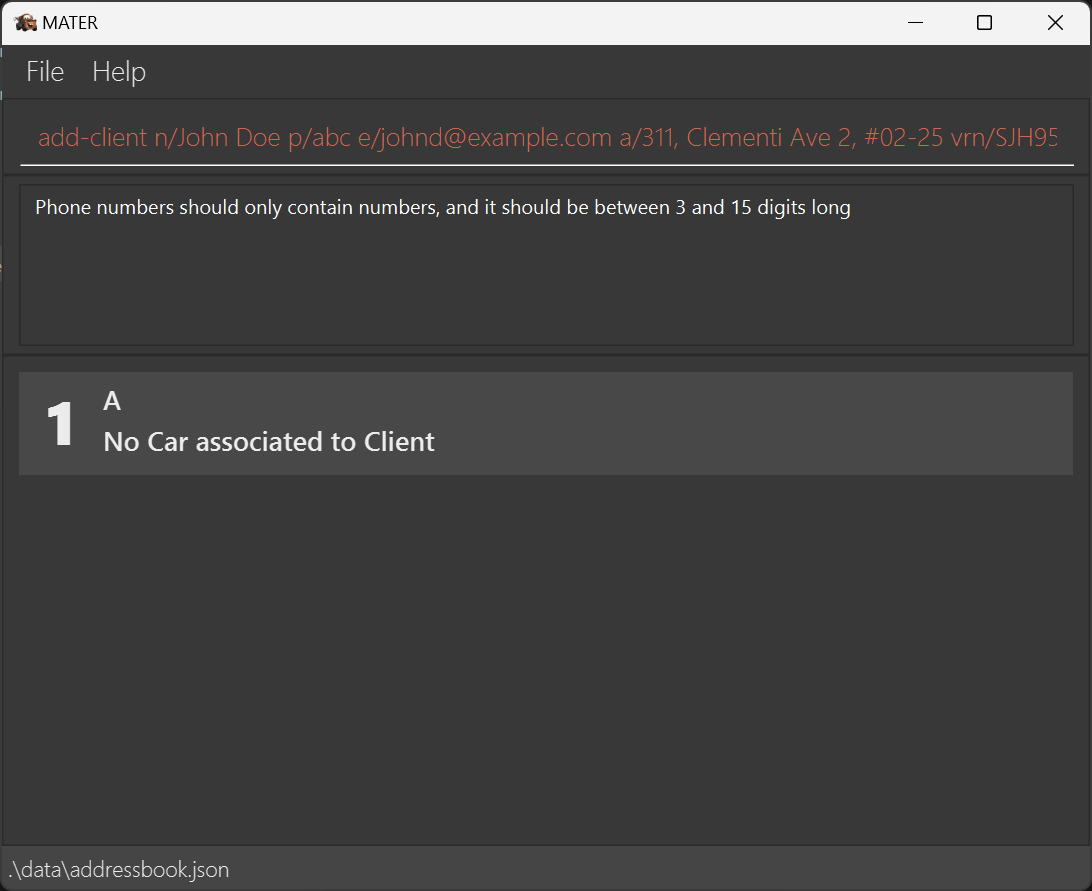 MATER
File Help
add-client n/John Doe p/abc e/johnd@example.com a/311, Clementi Ave 2, #02-25 vrn/SJH95
Phone numbers should only contain numbers, and it should be between 3 and 15 digits long
1
A
No Car associated to Client
.\data\addressbook.json